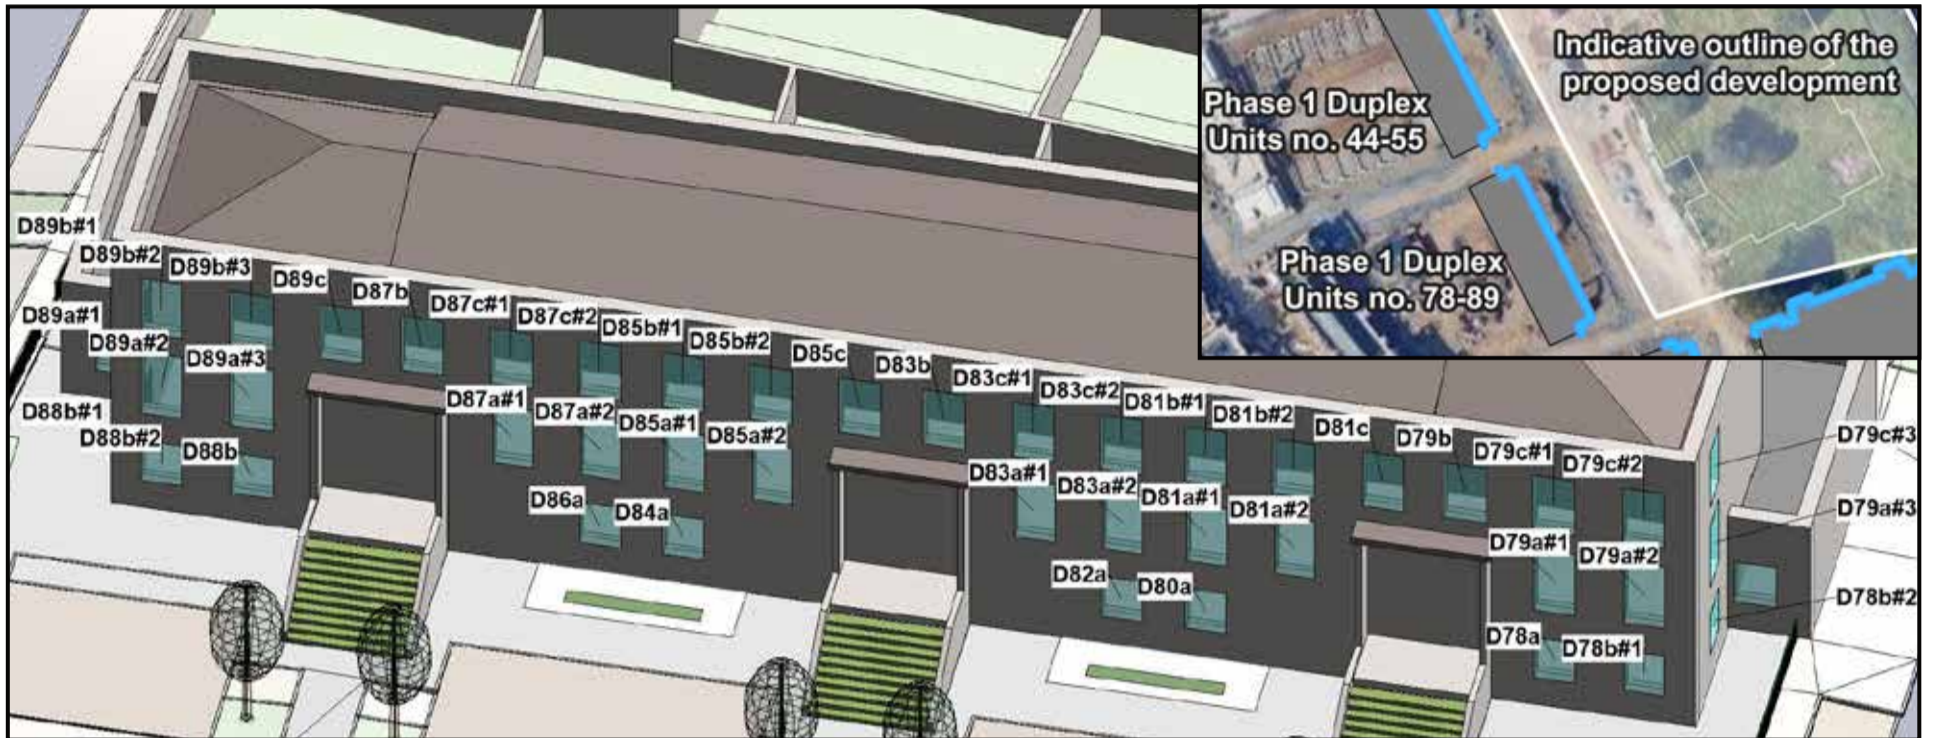 Indicative outline of the
proposed development
Phase 1 Duplex
Units no. 44-55
Phase 1 Duplex
Units no. 78-89
D89b#1
D89b#2
D89b#3
D89c
D87b
D87c#1
D87c#2
D85b#1
D85b#2
D85c
D83b
D83c#1
D83c#2
D81b#1
D81b#2
D81c
D79b
D79c#1
D79c#2
D79c#3
D89a#1
D89a#2
D89a#3
D87a#1
D87a#2
D85a#1
D85a#2
D83a#1
D83a#2
D81a#1
D81a#2
D79a#1
D79a#2
D79a#3
D88b#1
D88b#2
D88b
D86a
D84a
D82a
D80a
D78a
D78b#1
D78b#2